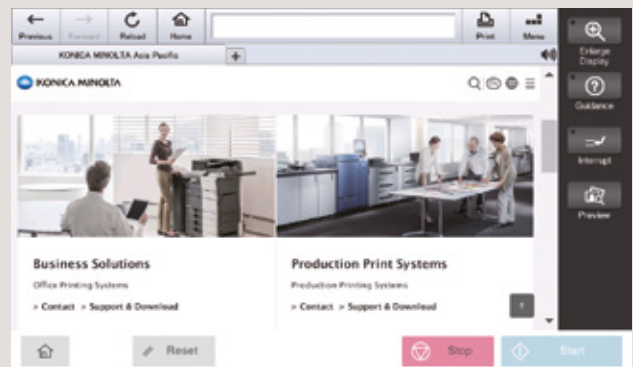 Previous Forward Reload Home Print Menu
KONICA MINOLTA Asia Pacific +
KONICA MINOLTA
Enlarge
Display
Guidance
Interrupt
Preview
Business Solutions Production Print Systems
Office Printing Systems Production Printing Systems
> Contact > Support & Download > Contact > Support & Download
Reset Stop Start